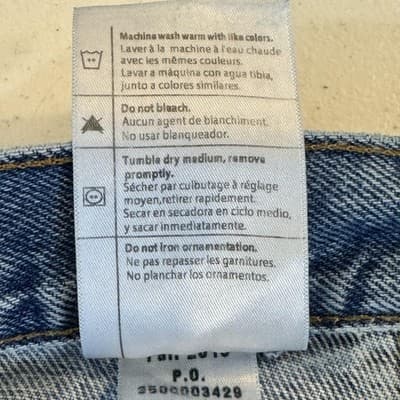 Machine wash warm with like colors.
Laver à la machine à l'eau chaude
avec les mêmes couleurs.
Lavar a máquina con agua tibia,
junto a colores similares.
Do not bleach.
Aucun agent de blanchiment.
No usar blanqueador.
Tumble dry medium, remove
promptly.
Sécher par culbutage à réglage
moyen,retirer rapidement.
Secar en secadora en ciclo medio,
y sacar inmediatamente.
Do not iron ornamentation.
Ne pas repasser les garnitures.
No planchar los ornamentos.
P.O.
3429